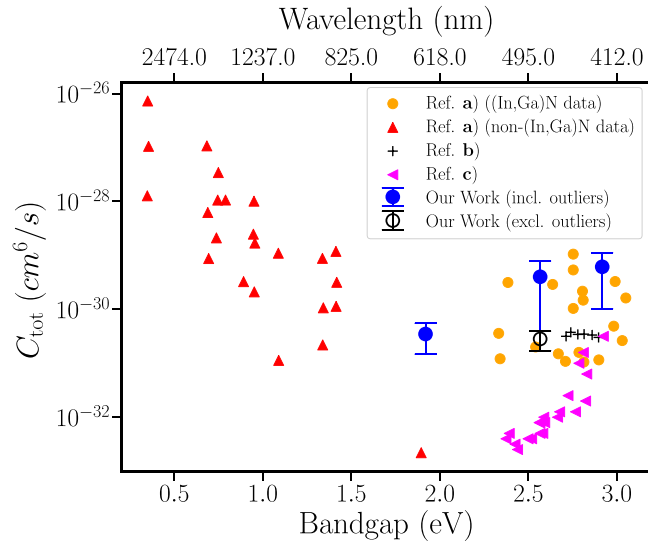 Wavelength (nm)
2474.0 1237.0 825.0 618.0 495.0 412.0
Ref. a) ((In,Ga)N data)
Ref. a) (non-(In,Ga)N data)
Ref. b)
Ref. c)
Our Work (incl. outliers)
Our Work (excl. outliers)
10⁻²⁶
10⁻²⁸
10⁻³⁰
10⁻³²
C_tot (cm⁶/s)
0.5 1.0 1.5 2.0 2.5 3.0
Bandgap (eV)